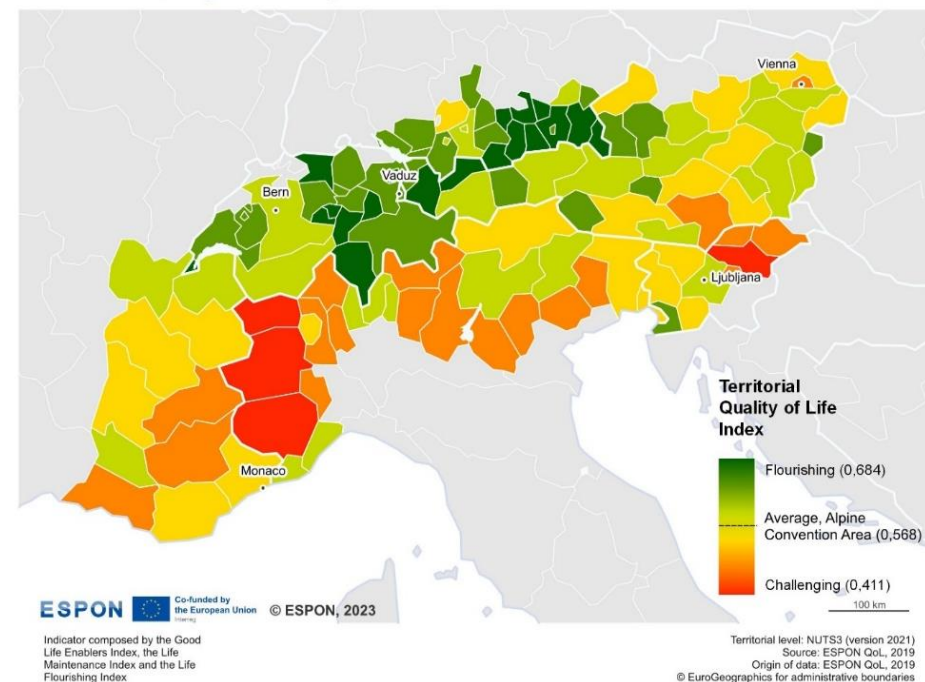 Vienna
Vaduz
Bern
Ljubljana
Monaco
Territorial
Quality of Life
Index
Flourishing (0,684)
Average, Alpine
Convention Area (0,568)
Challenging (0,411)
100 km
ESPON
Co-funded by
the European Union
Interreg
© ESPON, 2023
Indicator composed by the Good
Life Enablers Index, the Life
Maintenance Index and the Life
Flourishing Index
Territorial level: NUTS3 (version 2021)
Source: ESPON QoL, 2019
Origin of data: ESPON QoL, 2019
© EuroGeographics for administrative boundaries